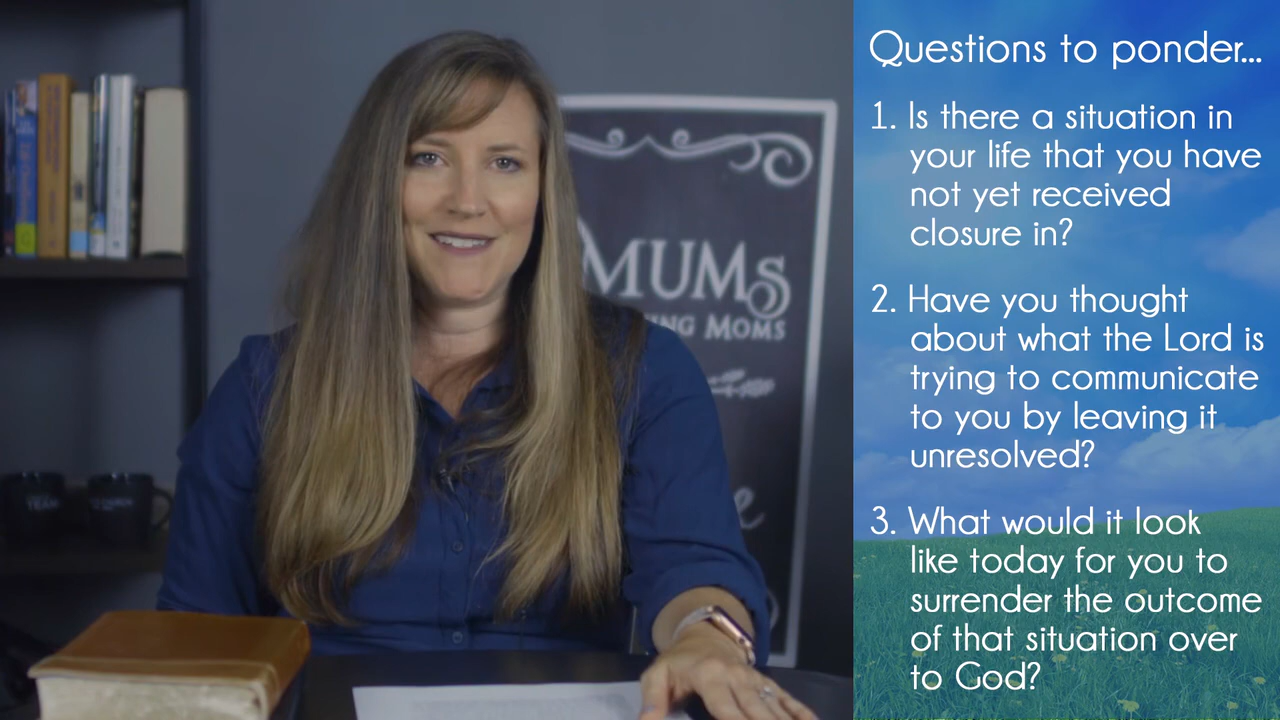 Questions to ponder...
1. Is there a situation in
your life that you have
not yet received
closure in?
2. Have you thought
about what the Lord is
trying to communicate
to you by leaving it
unresolved?
3. What would it look
like today for you to
surrender the outcome
of that situation over
to God?
MUMS
MOMS
TEAM